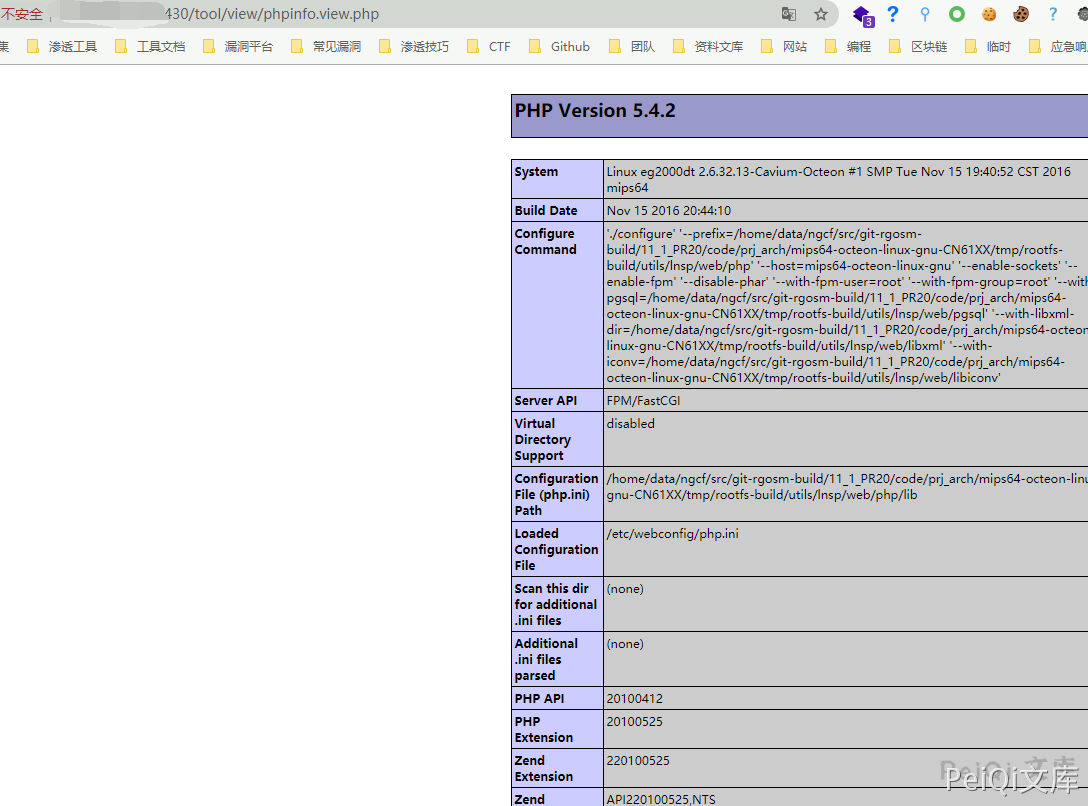 不安全
430/tool/view/phpinfo.view.php
3
集 渗透工具 工具文档 漏洞平台 常见漏洞 渗透技巧 CTF Github 团队 资料文库 网站 编程 区块链 临时 应急响
PHP Version 5.4.2
System
Linux eg2000dt 2.6.32.13-Cavium-Octeon #1 SMP Tue Nov 15 19:40:52 CST 2016
mips64
Build Date
Nov 15 2016 20:44:10
Configure
Command
'./configure' '--prefix=/home/data/ngcf/src/git-rgosm-
build/11_1_PR20/code/prj_arch/mips64-octeon-linux-gnu-CN61XX/tmp/rootfs-
build/utils/lnsp/web/php' '--host=mips64-octeon-linux-gnu' '--enable-sockets' '--
enable-fpm' '--disable-phar' '--with-fpm-user=root' '--with-fpm-group=root' '--with
pgsql=/home/data/ngcf/src/git-rgosm-build/11_1_PR20/code/prj_arch/mips64-
octeon-linux-gnu-CN61XX/tmp/rootfs-build/utils/lnsp/web/pgsql' '--with-libxml-
dir=/home/data/ngcf/src/git-rgosm-build/11_1_PR20/code/prj_arch/mips64-octeon
linux-gnu-CN61XX/tmp/rootfs-build/utils/lnsp/web/libxml' '--with-
iconv=/home/data/ngcf/src/git-rgosm-build/11_1_PR20/code/prj_arch/mips64-
octeon-linux-gnu-CN61XX/tmp/rootfs-build/utils/lnsp/web/libiconv'
Server API
FPM/FastCGI
Virtual
Directory
Support
disabled
Configuration
File (php.ini)
Path
/home/data/ngcf/src/git-rgosm-build/11_1_PR20/code/prj_arch/mips64-octeon-linu
gnu-CN61XX/tmp/rootfs-build/utils/lnsp/web/php/lib
Loaded
Configuration
File
/etc/webconfig/php.ini
Scan this dir
for additional
.ini files
(none)
Additional
.ini files
parsed
(none)
PHP API
20100412
PHP
Extension
20100525
Zend
Extension
220100525
Zend
API220100525,NTS
PeiQi文库
PeiQi文库